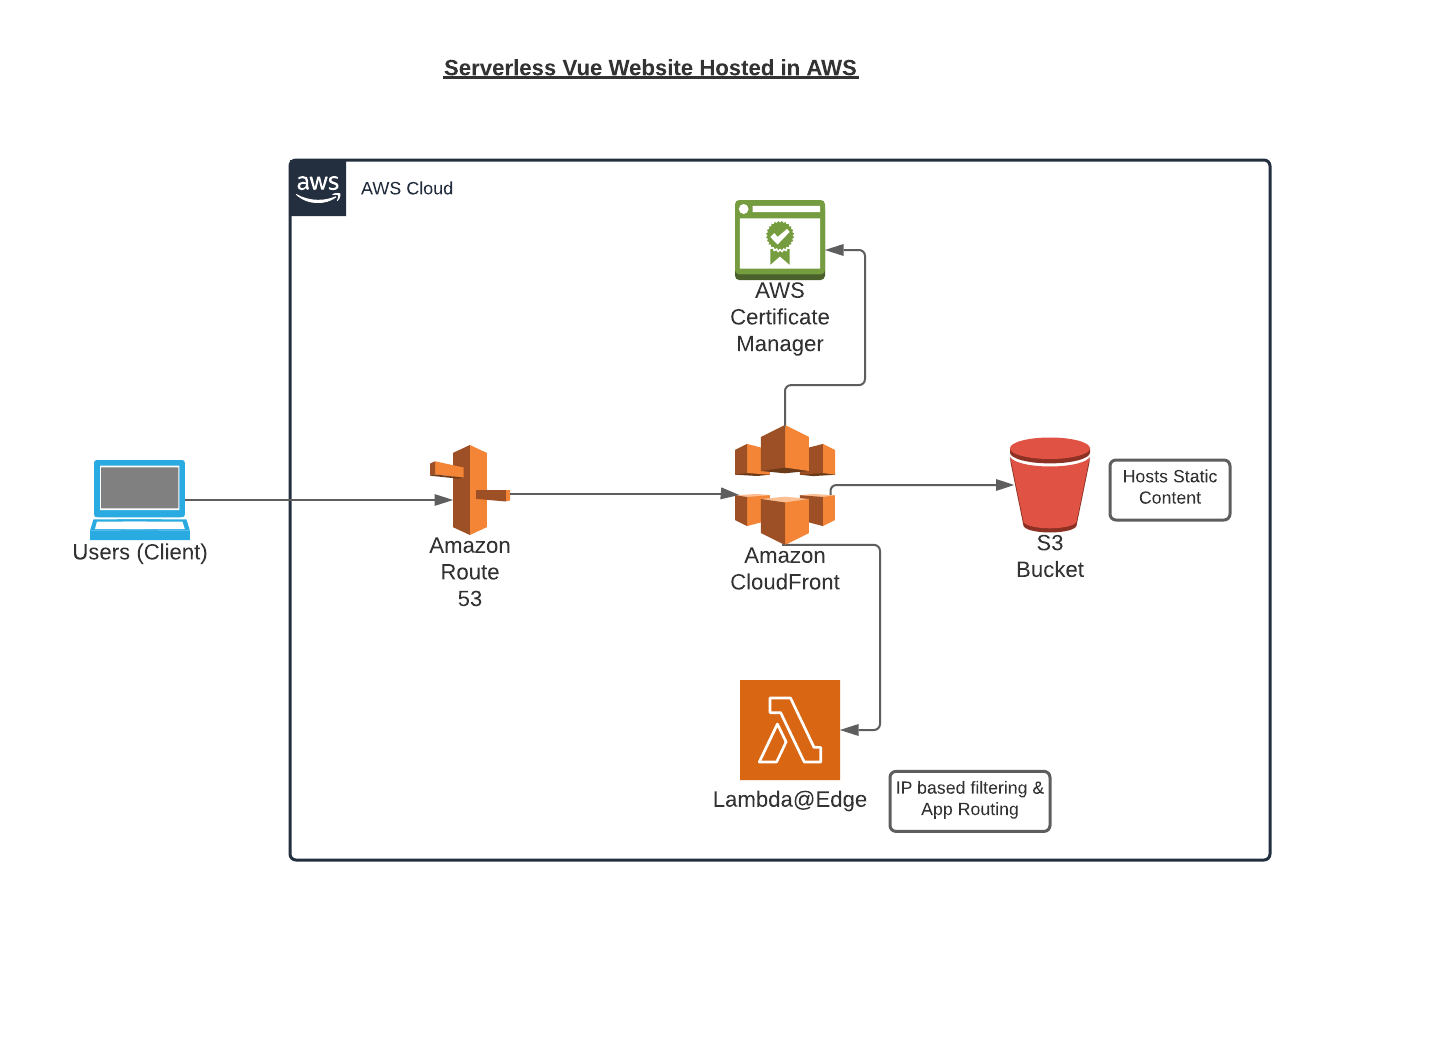 Serverless Vue Website Hosted in AWS
aws
AWS Cloud
AWS
Certificate
Manager
Users (Client)
Amazon
Route
53
Amazon
CloudFront
S3
Bucket
Hosts Static
Content
Lambda@Edge
IP based filtering &
App Routing